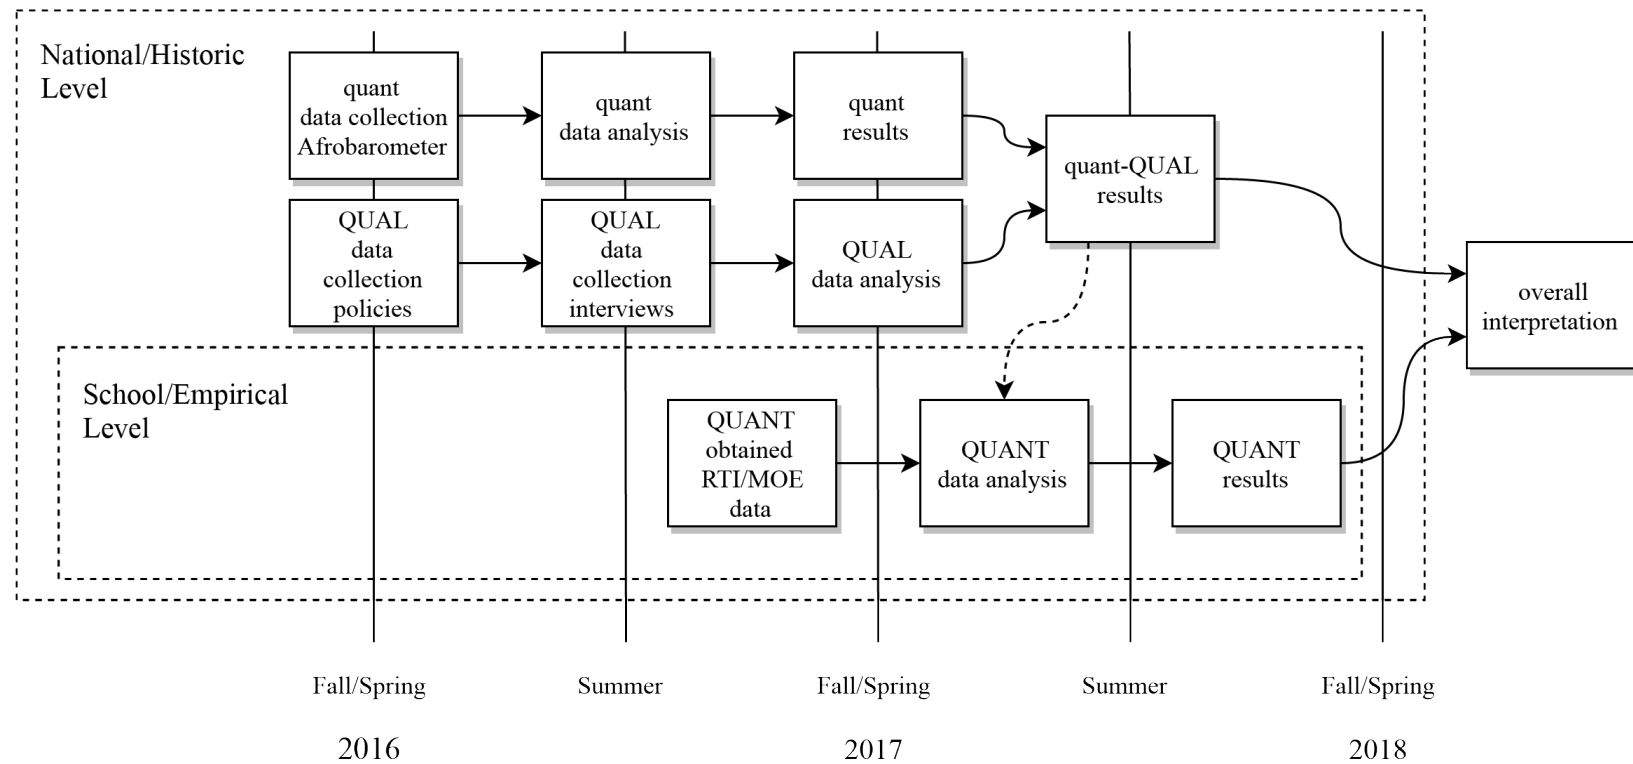 National/Historic
Level
quant
data collection
Afrobarometer
quant
data analysis
quant
results
quant-QUAL
results
QUAL
data
collection
policies
QUAL
data
collection
interviews
QUAL
data analysis
overall
interpretation
School/Empirical
Level
QUANT
obtained
RTI/MOE
data
QUANT
data analysis
QUANT
results
Fall/Spring
Summer
Fall/Spring
Summer
Fall/Spring
2016
2017
2018